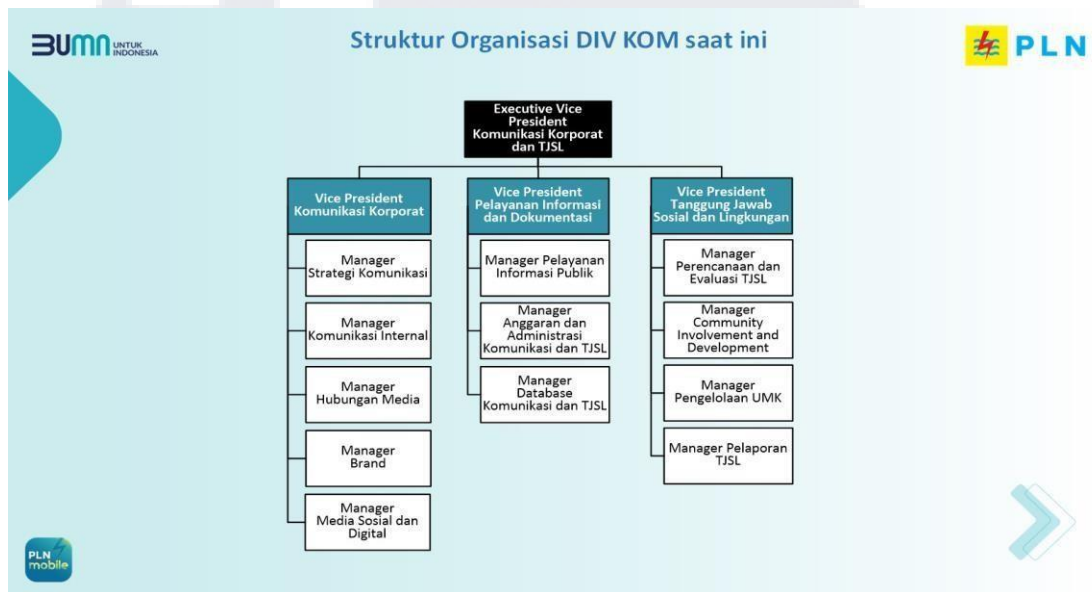 BUMN UNTUK
INDONESIA
Struktur Organisasi DIV KOM saat ini
PLN
Executive Vice
President
Komunikasi Korporat
dan TJSL
Vice President
Komunikasi Korporat
Manager
Strategi Komunikasi
Manager
Komunikasi Internal
Manager
Hubungan Media
Manager
Brand
Manager
Media Sosial dan
Digital
Vice President
Pelayanan Informasi
dan Dokumentasi
Manager Pelayanan
Informasi Publik
Manager
Anggaran dan
Administrasi
Komunikasi dan TJSL
Manager
Database
Komunikasi dan TJSL
Vice President
Tanggung Jawab
Sosial dan Lingkungan
Manager
Perencanaan dan
Evaluasi TJSL
Manager
Community
Involvement and
Development
Manager
Pengelolaan UMK
Manager Pelaporan
TJSL
PLN
mobile